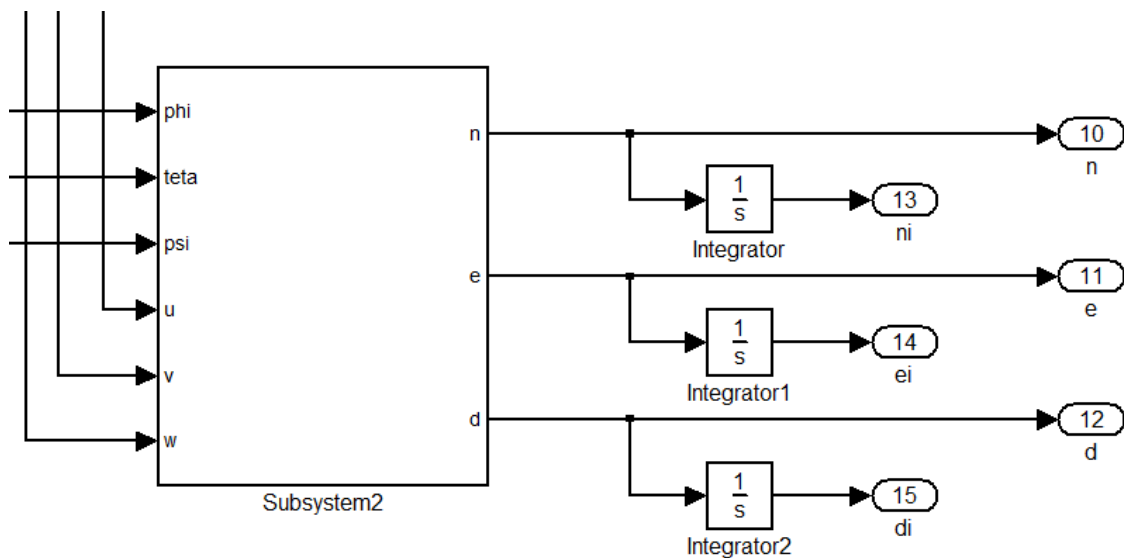 phi
teta
psi
u
v
w
n
e
d
Subsystem2
10
n
1
s
Integrator
13
ni
11
e
1
s
Integrator1
14
ei
12
d
1
s
Integrator2
15
di